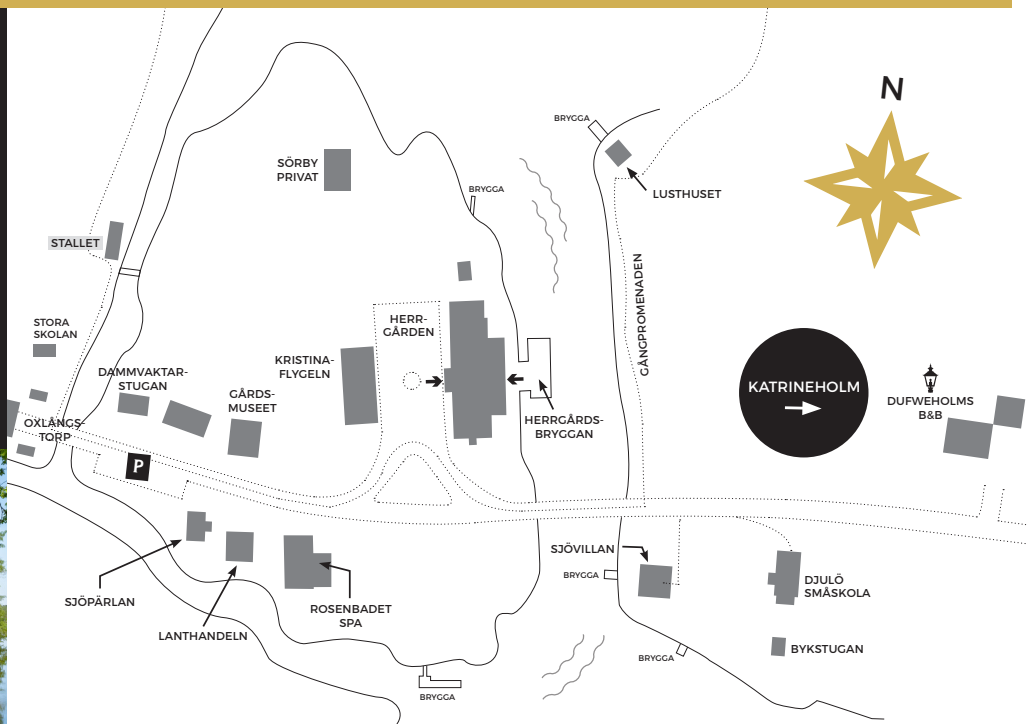 N
BRYGGA
SÖRBY
PRIVAT
BRYGGA
LUSTHUSET
STALLET
GÅNGPROMENADEN
STORA
SKOLAN
HERR-
GÅRDEN
KRISTINA-
FLYGELN
DAMMVAKTAR-
STUGAN
GÅRDS-
MUSEET
KATRINEHOLM
DUFWEHOLMS
B&B
OXLÅNGS-
TORP
HERRGÅRDS-
BRYGGAN
P
SJÖVILLAN
BRYGGA
DJULÖ
SMÅSKOLA
SJÖPÄRLAN
ROSENBADET
SPA
LANTHANDELN
BYKSTUGAN
BRYGGA
BRYGGA